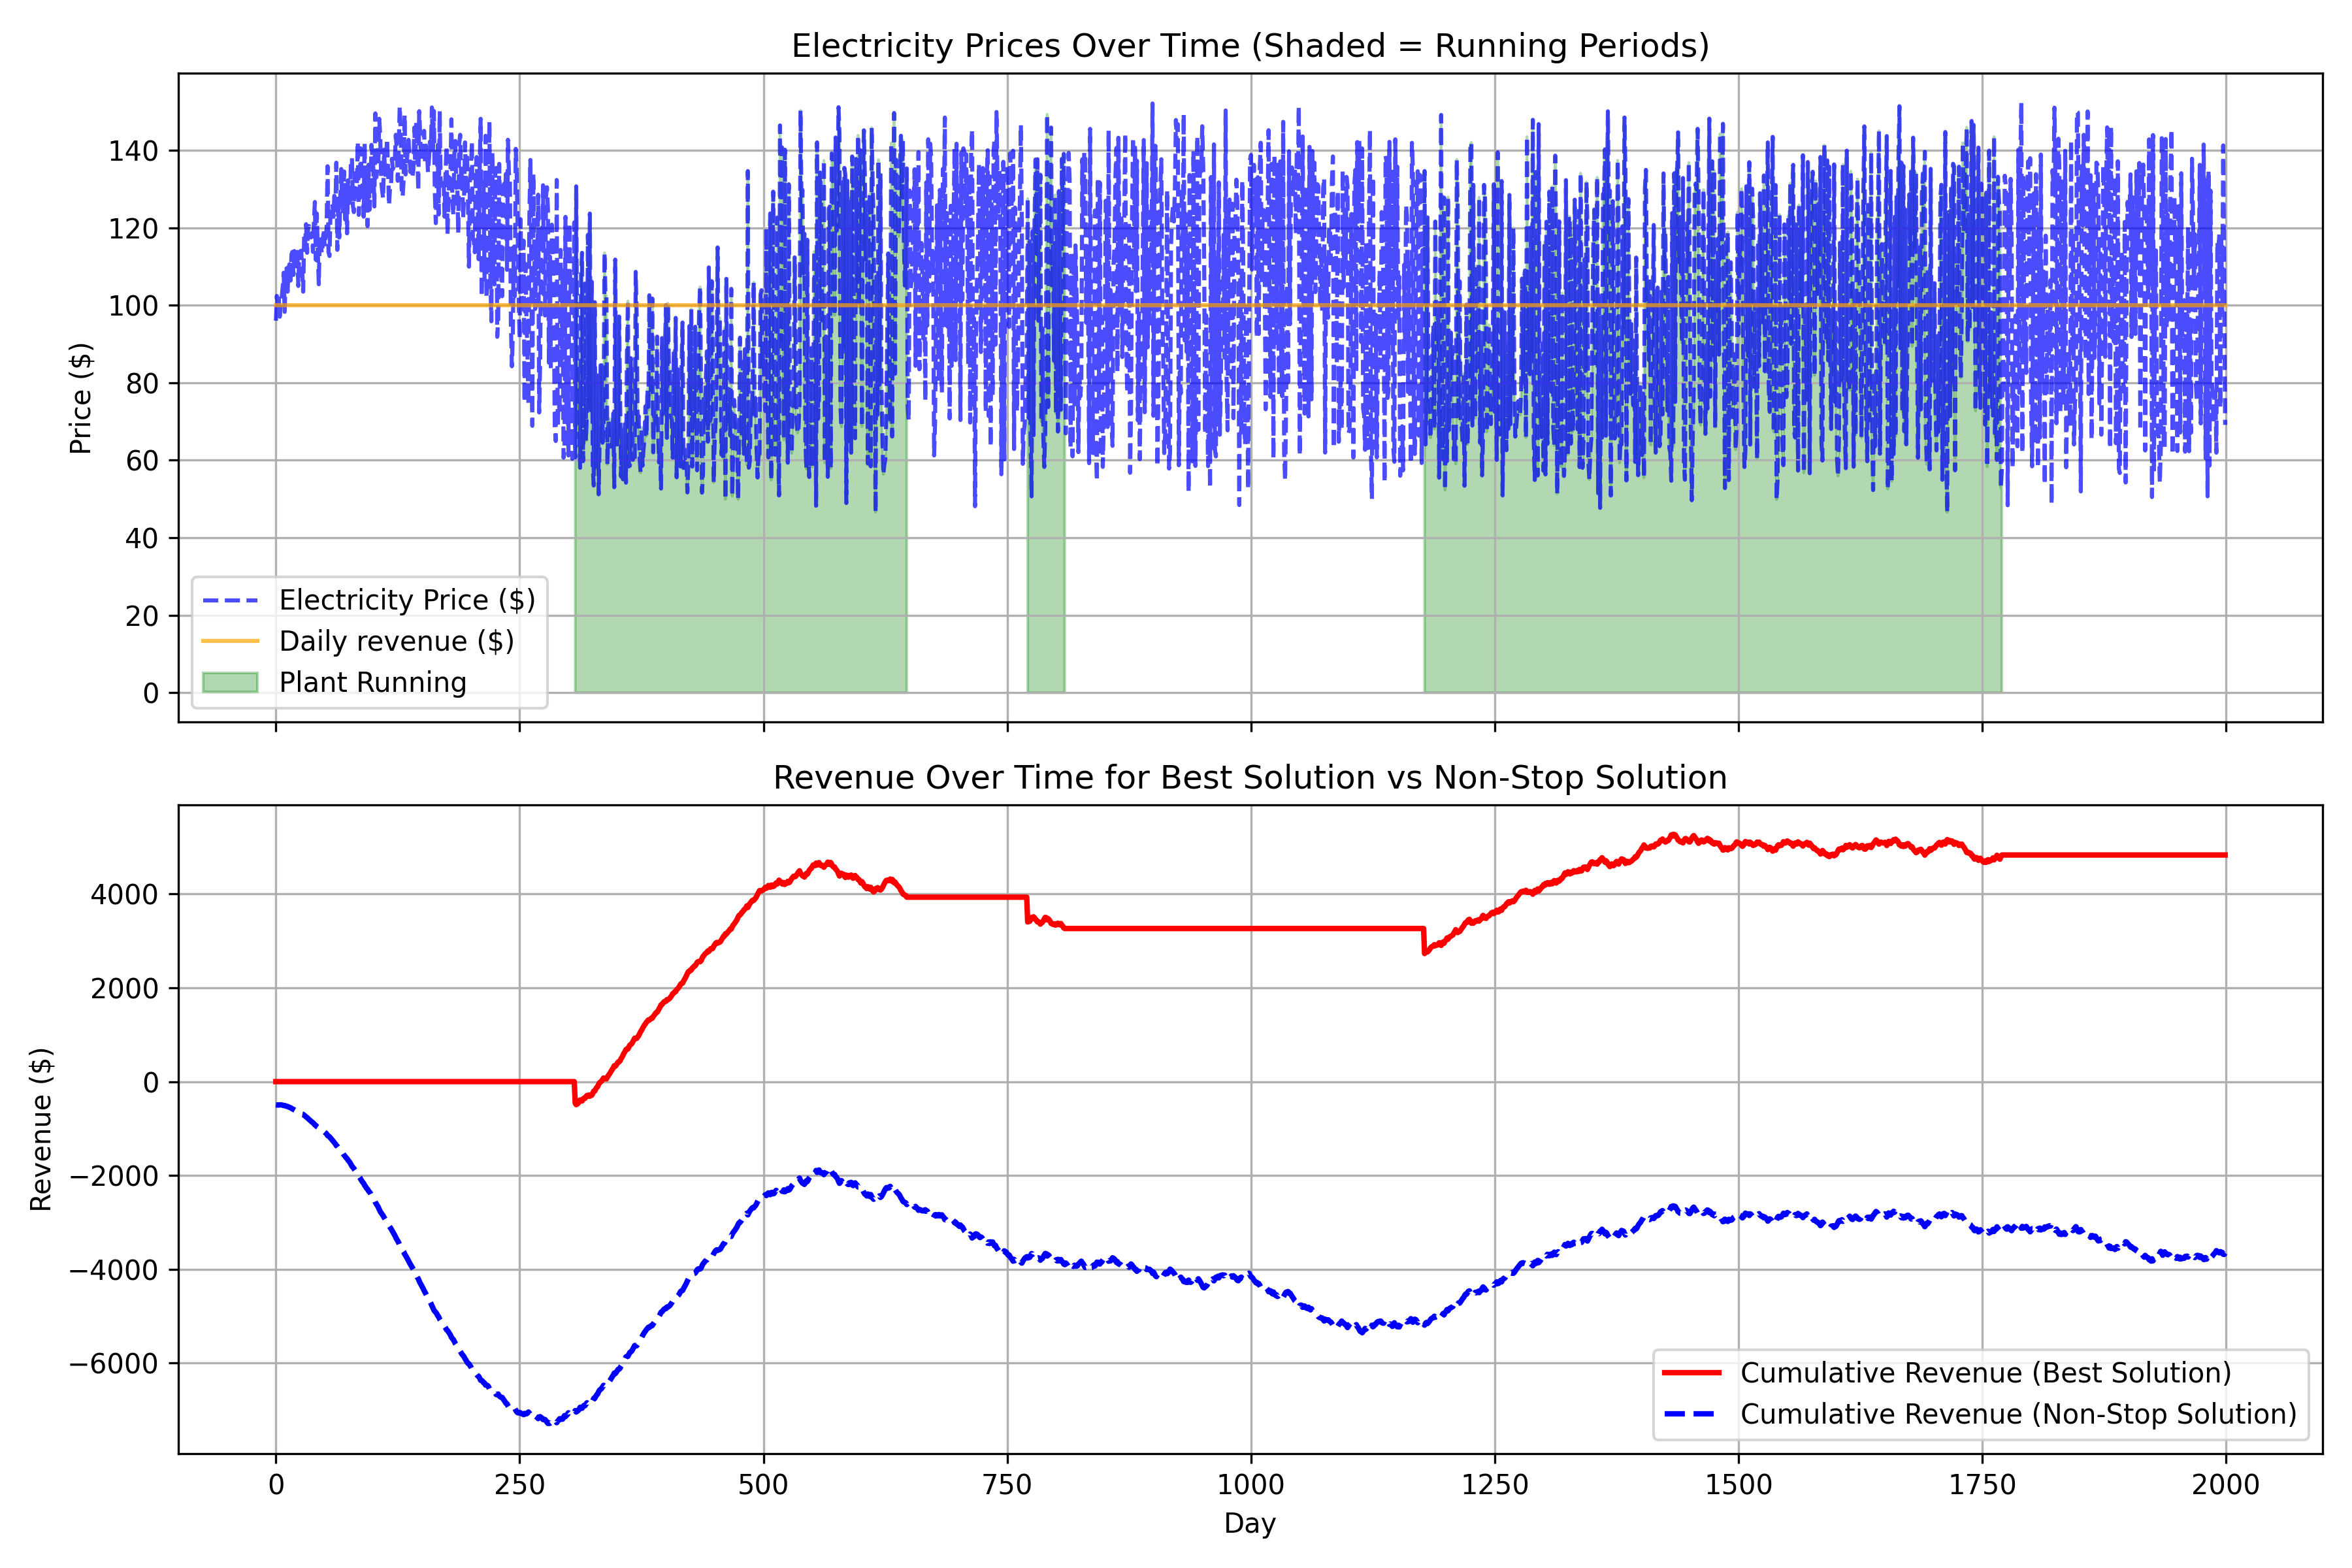 Electricity Prices Over Time (Shaded = Running Periods)
140
120
100
80
60
40
20
0
Price ($)
Electricity Price ($)
Daily revenue ($)
Plant Running
Revenue Over Time for Best Solution vs Non-Stop Solution
4000
2000
0
−2000
−4000
−6000
Revenue ($)
Cumulative Revenue (Best Solution)
Cumulative Revenue (Non-Stop Solution)
0 250 500 750 1000 1250 1500 1750 2000
Day